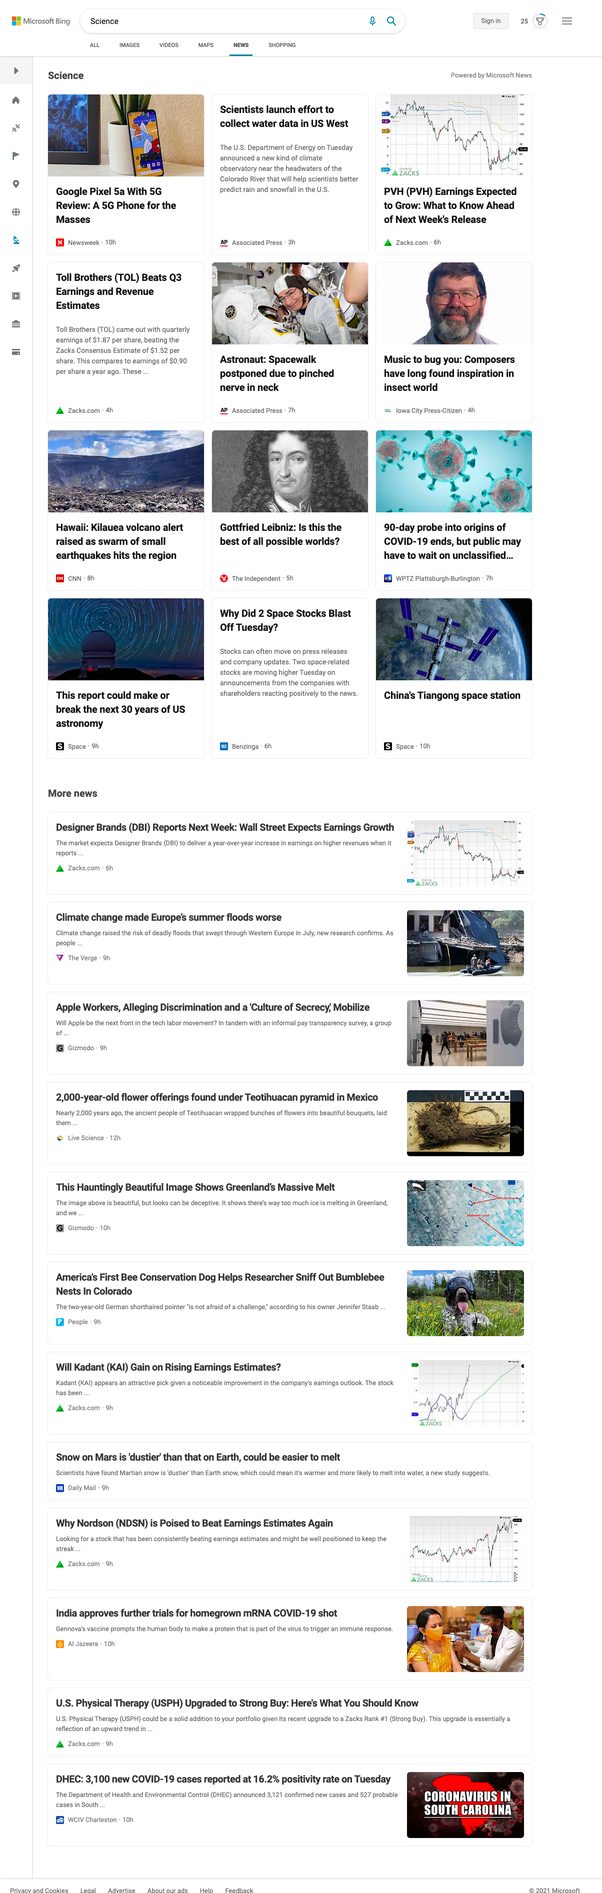 Microsoft Bing
Science
Sign in
25
ALL
IMAGES
VIDEOS
MAPS
NEWS
SHOPPING
Science
Powered by Microsoft News
Google Pixel 5a With 5G
Review: A 5G Phone for the
Masses
Newsweek · 10h
Scientists launch effort to
collect water data in US West
The U.S. Department of Energy on Tuesday
announced a new kind of climate
observatory near the headwaters of the
Colorado River that will help scientists better
predict rain and snowfall in the U.S.
AP Associated Press · 3h
ZACKS
PVH (PVH) Earnings Expected
to Grow: What to Know Ahead
of Next Week's Release
Zacks.com · 6h
Toll Brothers (TOL) Beats Q3
Earnings and Revenue
Estimates
Toll Brothers (TOL) came out with quarterly
earnings of $1.87 per share, beating the
Zacks Consensus Estimate of $1.52 per
share. This compares to earnings of $0.90
per share a year ago. These ...
Zacks.com · 4h
Astronaut: Spacewalk
postponed due to pinched
nerve in neck
AP Associated Press · 7h
Music to bug you: Composers
have long found inspiration in
insect world
Iowa City Press-Citizen · 4h
Hawaii: Kilauea volcano alert
raised as swarm of small
earthquakes hits the region
CNN · 8h
Gottfried Leibniz: Is this the
best of all possible worlds?
The Independent · 5h
90-day probe into origins of
COVID-19 ends, but public may
have to wait on unclassified...
WPTZ Plattsburgh-Burlington · 7h
This report could make or
break the next 30 years of US
astronomy
S Space · 9h
Why Did 2 Space Stocks Blast
Off Tuesday?
Stocks can often move on press releases
and company updates. Two space-related
stocks are moving higher Tuesday on
announcements from the companies with
shareholders reacting positively to the news.
Benzinga · 6h
China's Tiangong space station
S Space · 10h
More news
Designer Brands (DBI) Reports Next Week: Wall Street Expects Earnings Growth
The market expects Designer Brands (DBI) to deliver a year-over-year increase in earnings on higher revenues when it
reports ...
Zacks.com · 6h
ZACKS
Climate change made Europe's summer floods worse
Climate change raised the risk of deadly floods that swept through Western Europe in July, new research confirms. As
people ...
The Verge · 9h
Apple Workers, Alleging Discrimination and a 'Culture of Secrecy', Mobilize
Will Apple be the next front in the tech labor movement? In tandem with an informal pay transparency survey, a group
of ...
G Gizmodo · 9h
2,000-year-old flower offerings found under Teotihuacan pyramid in Mexico
Nearly 2,000 years ago, the ancient people of Teotihuacan wrapped bunches of flowers into beautiful bouquets, laid
them ...
Live Science · 12h
This Hauntingly Beautiful Image Shows Greenland's Massive Melt
The image above is beautiful, but looks can be deceptive. It shows there's way too much ice is melting in Greenland,
and we ...
G Gizmodo · 10h
America's First Bee Conservation Dog Helps Researcher Sniff Out Bumblebee
Nests In Colorado
The two-year-old German shorthaired pointer "is not afraid of a challenge," according to his owner Jennifer Staab ...
P People · 9h
Will Kadant (KAI) Gain on Rising Earnings Estimates?
Kadant (KAI) appears an attractive pick given a noticeable improvement in the company's earnings outlook. The stock
has been ...
Zacks.com · 9h
ZACKS
Snow on Mars is 'dustier' than that on Earth, could be easier to melt
Scientists have found Martian snow is 'dustier' than Earth snow, which could mean it's warmer and more likely to melt into water, a new study suggests.
Daily Mail · 9h
Why Nordson (NDSN) is Poised to Beat Earnings Estimates Again
Looking for a stock that has been consistently beating earnings estimates and might be well positioned to keep the
streak ...
Zacks.com · 9h
ZACKS
India approves further trials for homegrown mRNA COVID-19 shot
Gennova's vaccine prompts the human body to make a protein that is part of the virus to trigger an immune response.
Al Jazeera · 10h
U.S. Physical Therapy (USPH) Upgraded to Strong Buy: Here's What You Should Know
U.S. Physical Therapy (USPH) could be a solid addition to your portfolio given its recent upgrade to a Zacks Rank #1 (Strong Buy). This upgrade is essentially a
reflection of an upward trend in ...
Zacks.com · 9h
DHEC: 3,100 new COVID-19 cases reported at 16.2% positivity rate on Tuesday
The Department of Health and Environmental Control (DHEC) announced 3,121 confirmed new cases and 527 probable
cases in South ...
WCIV Charleston · 10h
CORONAVIRUS IN
SOUTH CAROLINA
Privacy and Cookies
Legal
Advertise
About our ads
Help
Feedback
© 2021 Microsoft